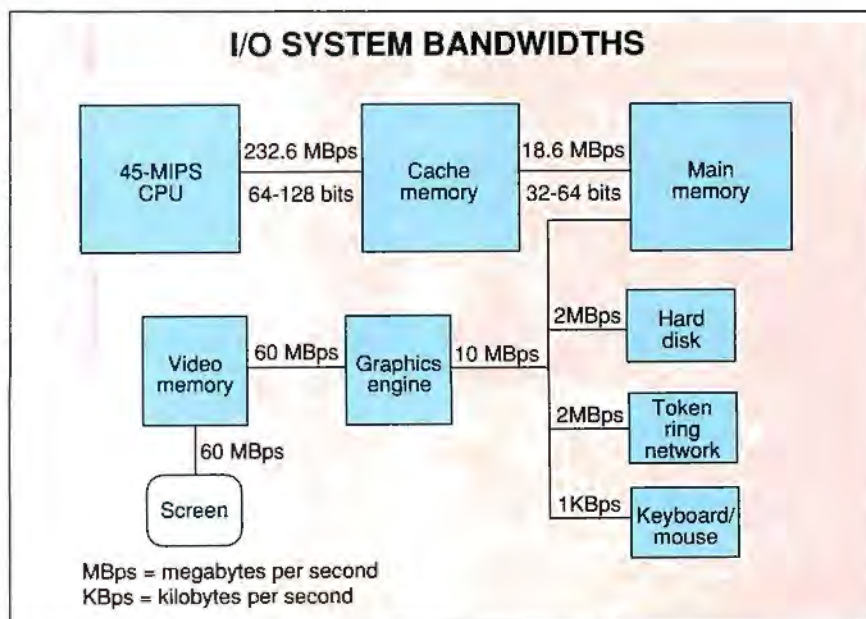 I/O SYSTEM BANDWIDTHS
45-MIPS
CPU
232.6 MBps
64-128 bits
Cache
memory
18.6 MBps
32-64 bits
Main
memory
Video
memory
60 MBps
Graphics
engine
10 MBps
2MBps
Hard
disk
2MBps
Token
ring
network
1KBps
Keyboard/
mouse
60 MBps
Screen
MBps = megabytes per second
KBps = kilobytes per second